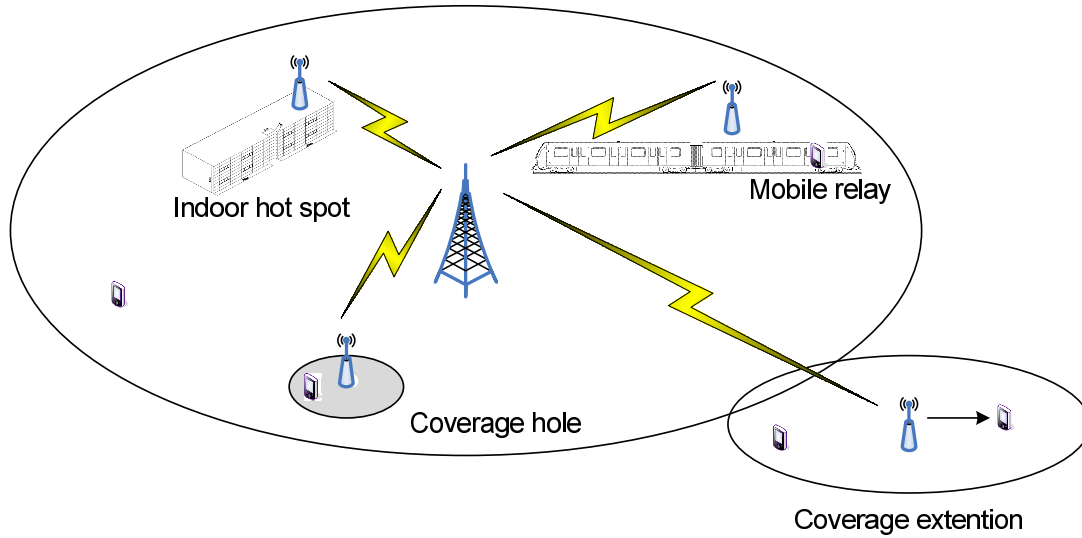 Indoor hot spot
Mobile relay
Coverage hole
Coverage extention